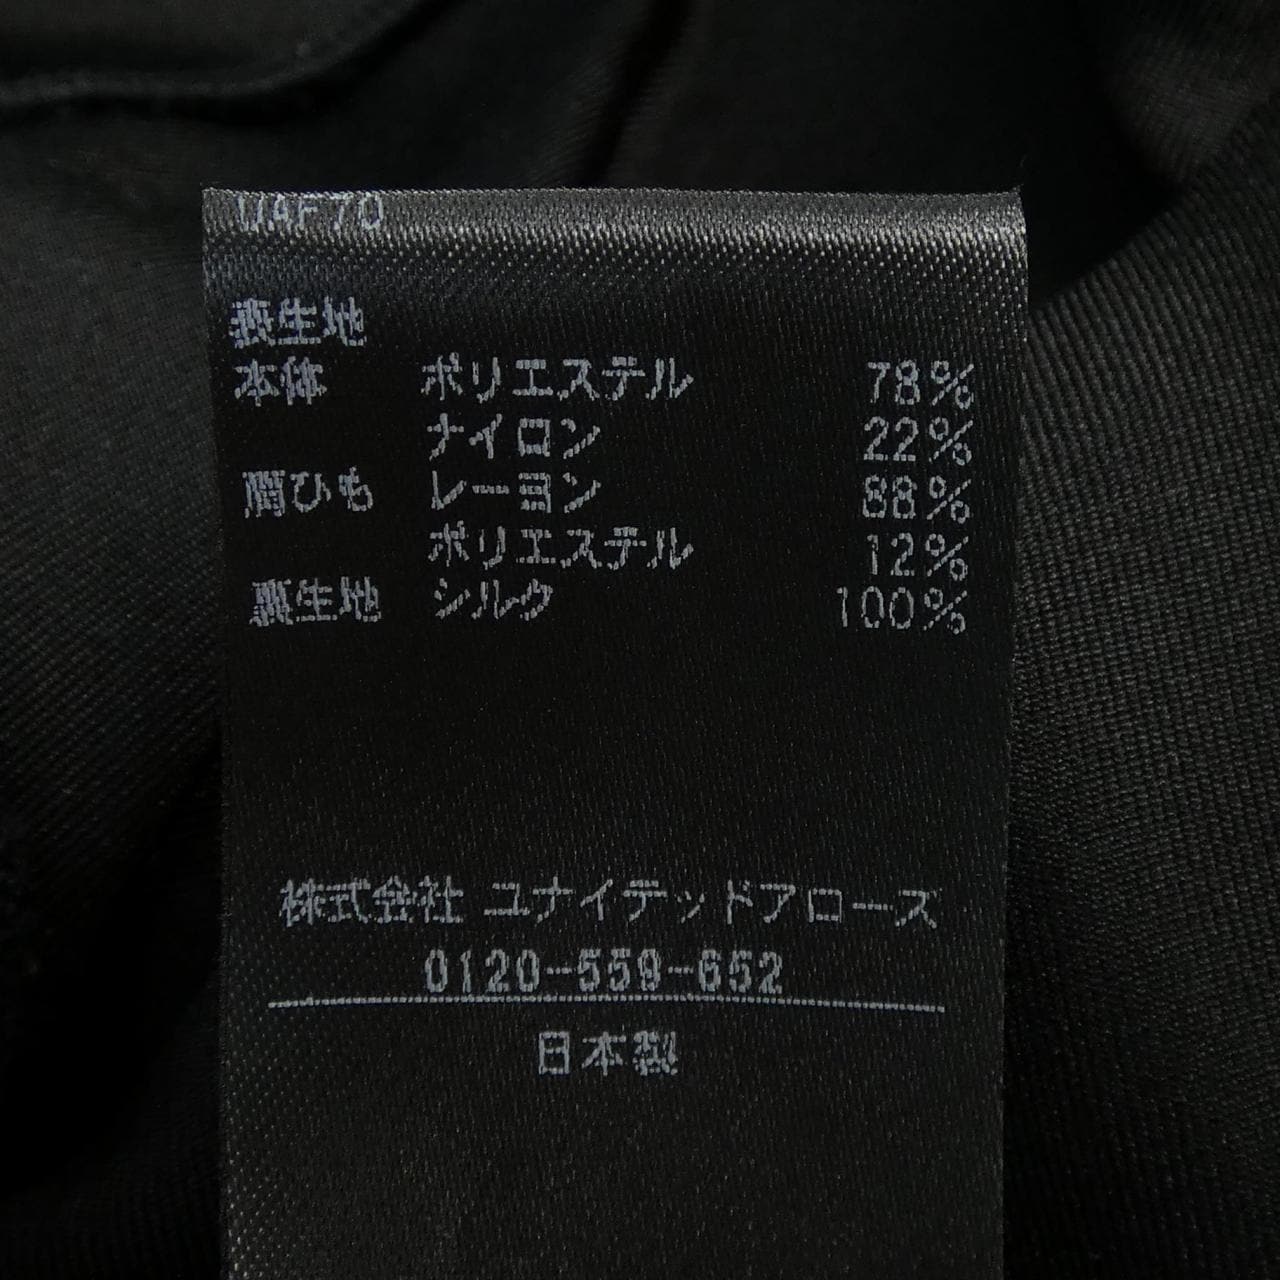 UAF70
表生地
本体 ポリエステル 78%
ナイロン 22%
腰ひも レーヨン 88%
ポリエステル 12%
裏生地 シルク 100%
株式会社 ユナイテッドアローズ
0120-559-652
日本製